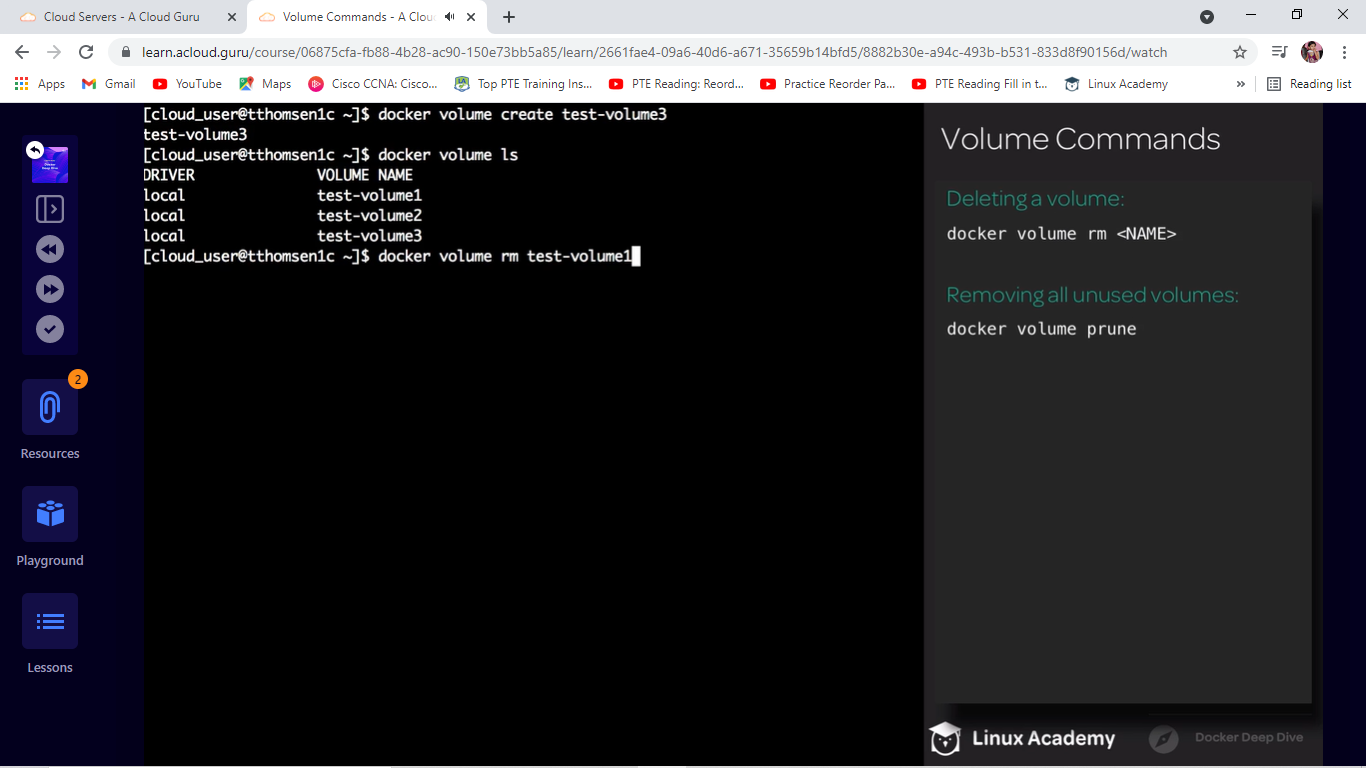 Cloud Servers - A Cloud Guru
Volume Commands - A Clou
learn.acloud.guru/course/06875cfa-fb88-4b28-ac90-150e73bb5a85/learn/2661fae4-09a6-40d6-a671-35659b14bfd5/8882b30e-a94c-493b-b531-833d8f90156d/watch
Apps Gmail YouTube Maps Cisco CCNA: Cisco... Top PTE Training Ins... PTE Reading: Reord... Practice Reorder Pa... PTE Reading Fill in t... Linux Academy » Reading list
[cloud_user@tthomsen1c ~]$ docker volume create test-volume3
test-volume3
[cloud_user@tthomsen1c ~]$ docker volume ls
DRIVER VOLUME NAME
local test-volume1
local test-volume2
local test-volume3
[cloud_user@tthomsen1c ~]$ docker volume rm test-volume1
Volume Commands
Deleting a volume:
docker volume rm <NAME>
Removing all unused volumes:
docker volume prune
Linux Academy
Docker Deep Dive
Docker
Deep Dive
2
Resources
Playground
Lessons